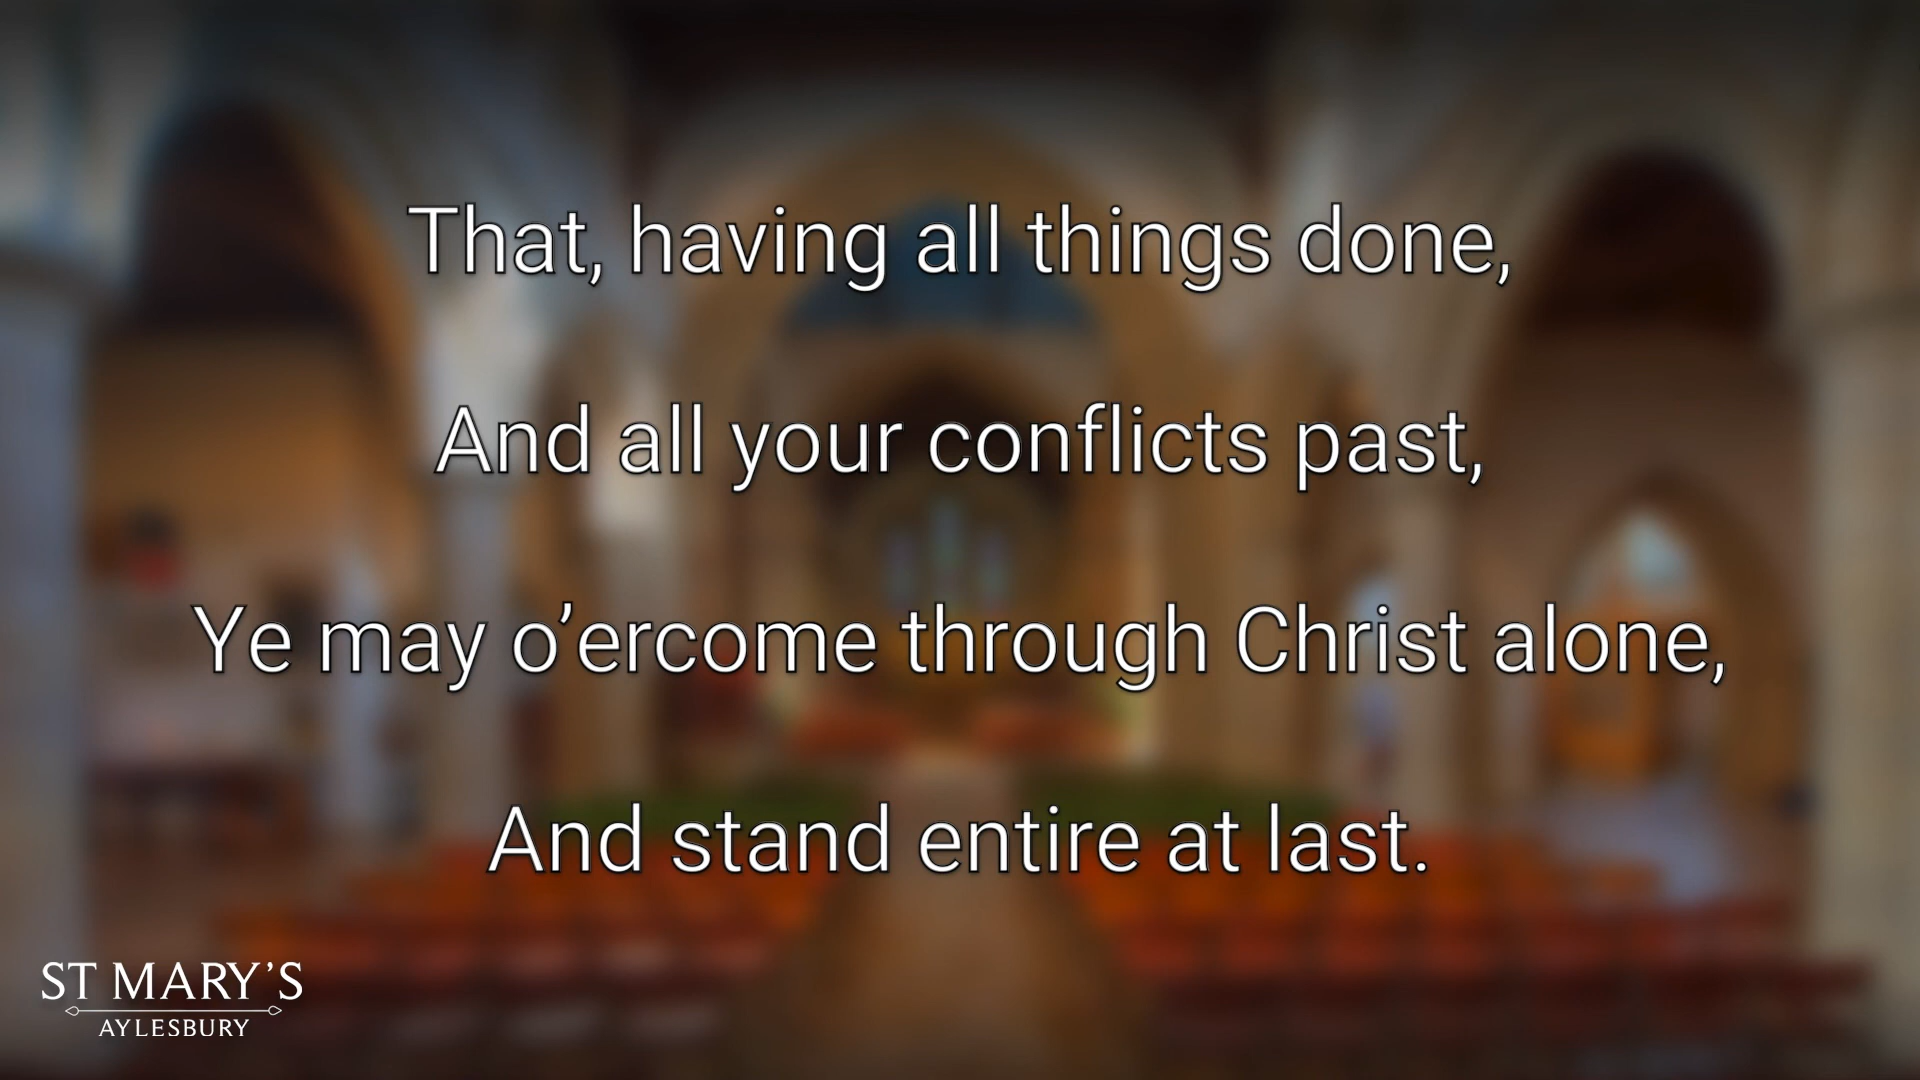 That, having all things done,
And all your conflicts past,
Ye may o’ercome through Christ alone,
And stand entire at last.
ST MARY’S
AYLESBURY